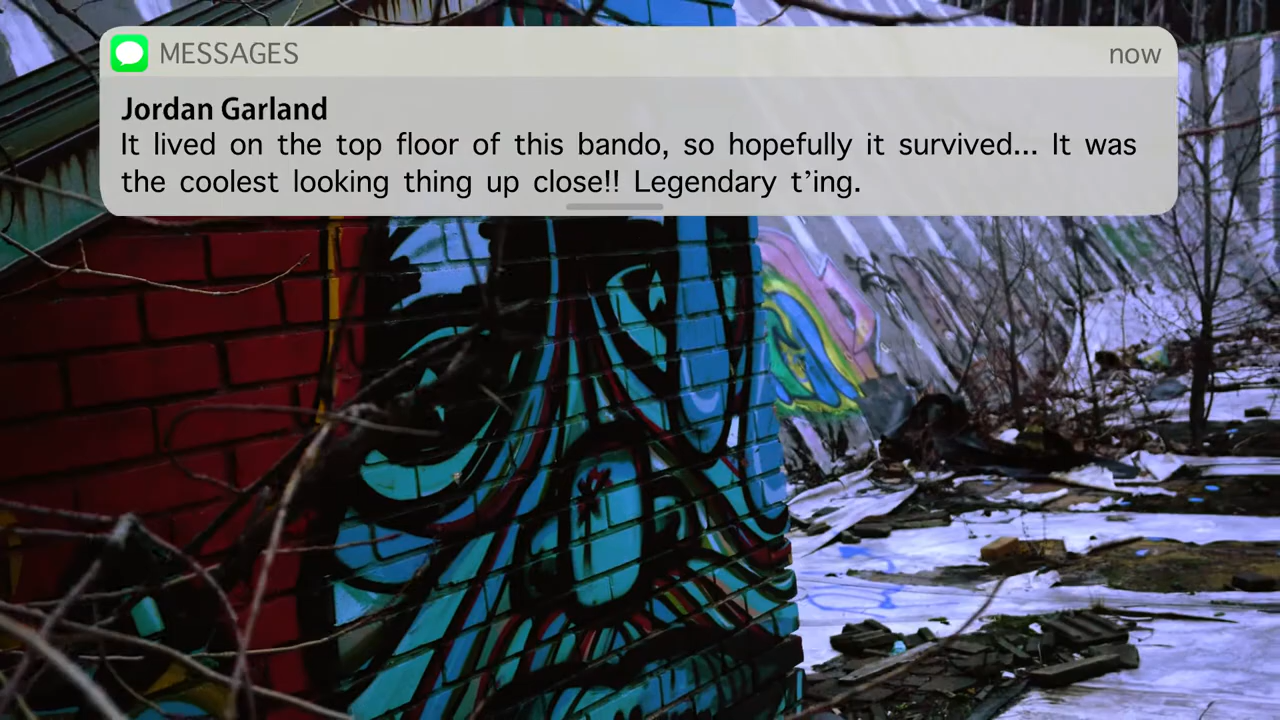 MESSAGES now
Jordan Garland
It lived on the top floor of this bando, so hopefully it survived... It was
the coolest looking thing up close!! Legendary t’ing.